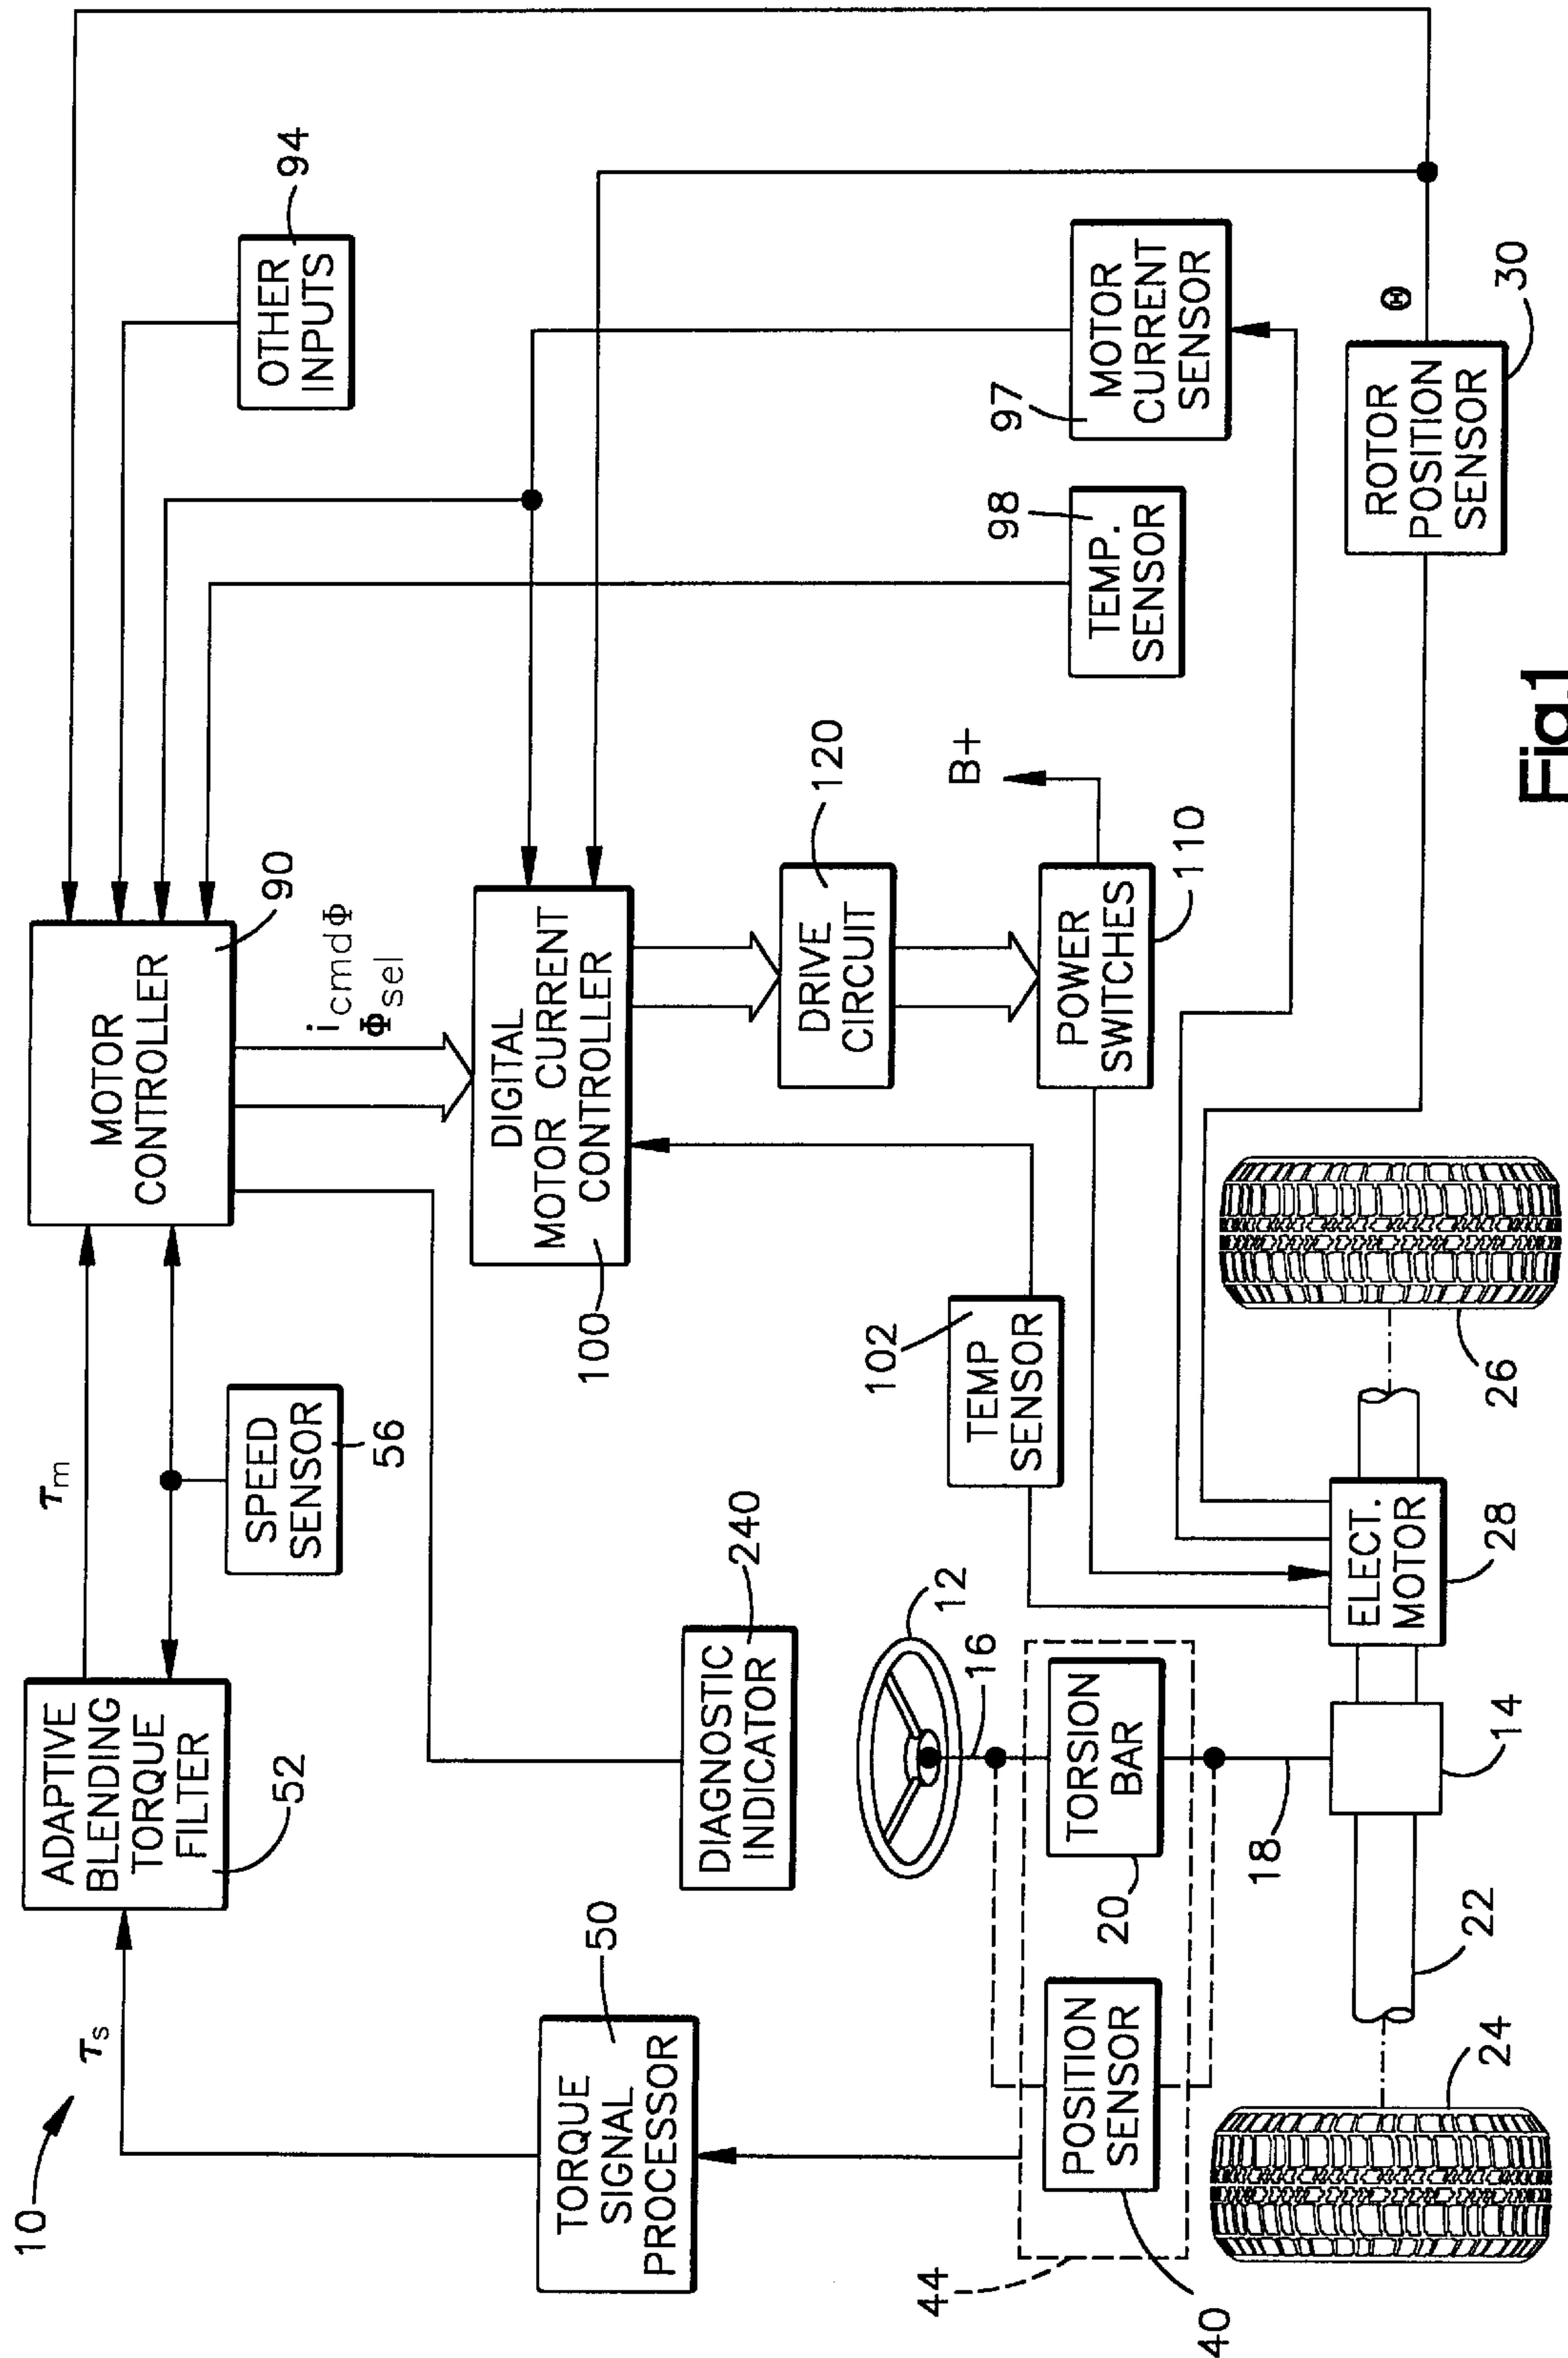 10
τs
ADAPTIVE
BLENDING
TORQUE
FILTER
52
τm
SPEED
SENSOR
56
MOTOR
CONTROLLER
90
OTHER
INPUTS
94
icmdΦ
Φsel
TORQUE
SIGNAL
PROCESSOR
50
DIAGNOSTIC
INDICATOR
240
DIGITAL
MOTOR CURRENT
CONTROLLER
100
DRIVE
CIRCUIT
120
POWER
SWITCHES
110
B+
TEMP.
SENSOR
98
MOTOR
CURRENT
SENSOR
97
TEMP
SENSOR
102
12
16
TORSION
BAR
20
POSITION
SENSOR
40
44
18
ELECT.
MOTOR
28
14
22
24
26
ROTOR
POSITION
SENSOR
30
Θ
Fig.1